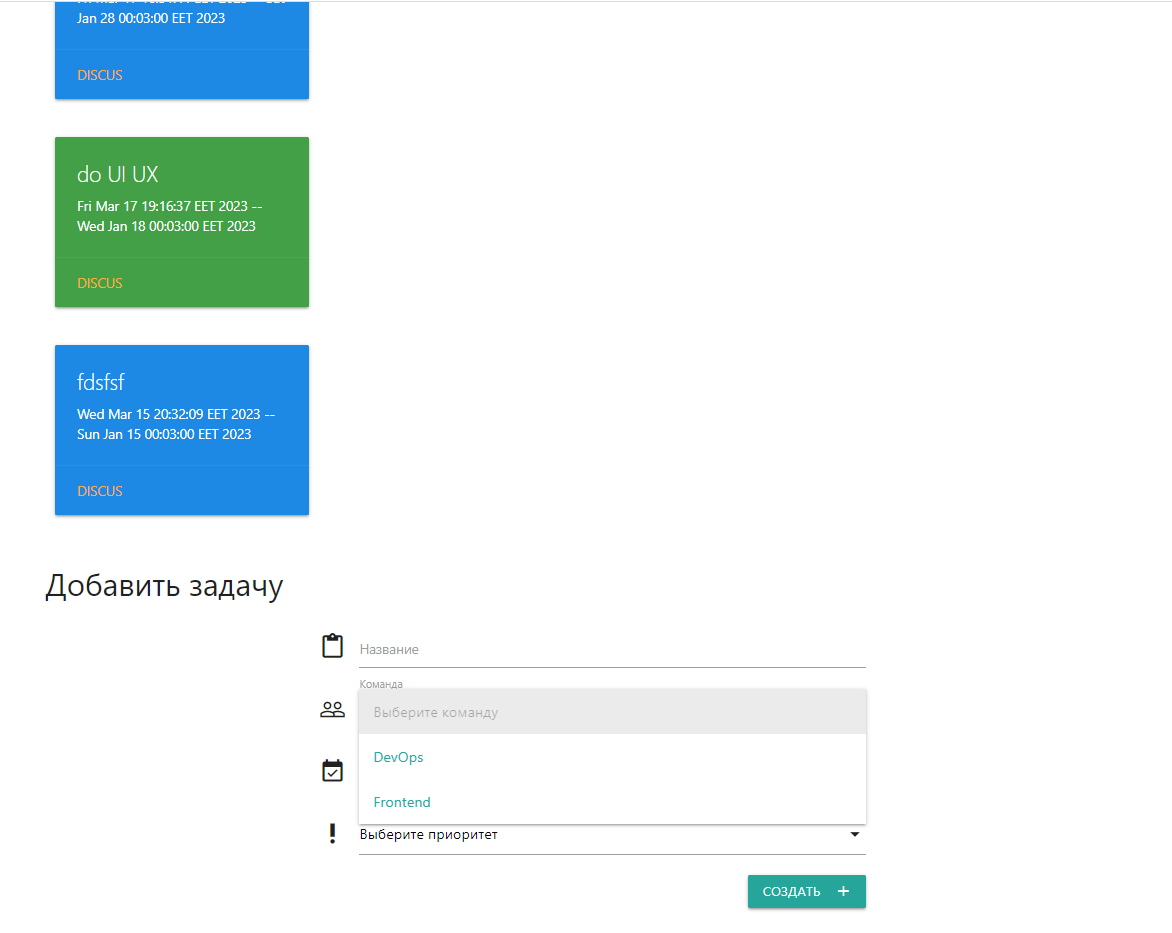 Jan 28 00:03:00 EET 2023
DISCUS
do UI UX
Fri Mar 17 19:16:37 EET 2023 --
Wed Jan 18 00:03:00 EET 2023
DISCUS
fdsfsf
Wed Mar 15 20:32:09 EET 2023 --
Sun Jan 15 00:03:00 EET 2023
DISCUS
Добавить задачу
Название
Команда
Выберите команду
DevOps
Frontend
Выберите приоритет
СОЗДАТЬ +